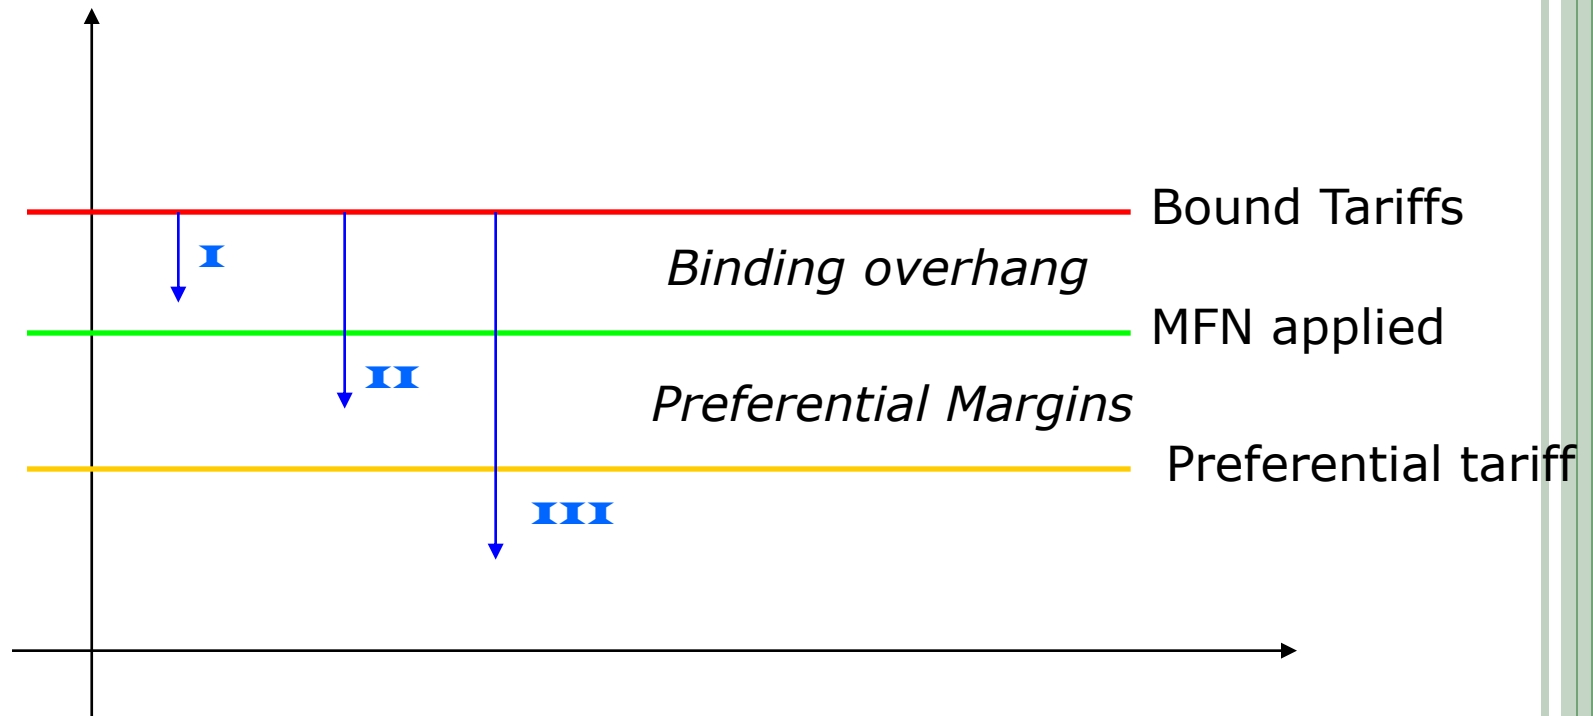 Bound Tariffs
I
Binding overhang
MFN applied
II
Preferential Margins
Preferential tariff
III